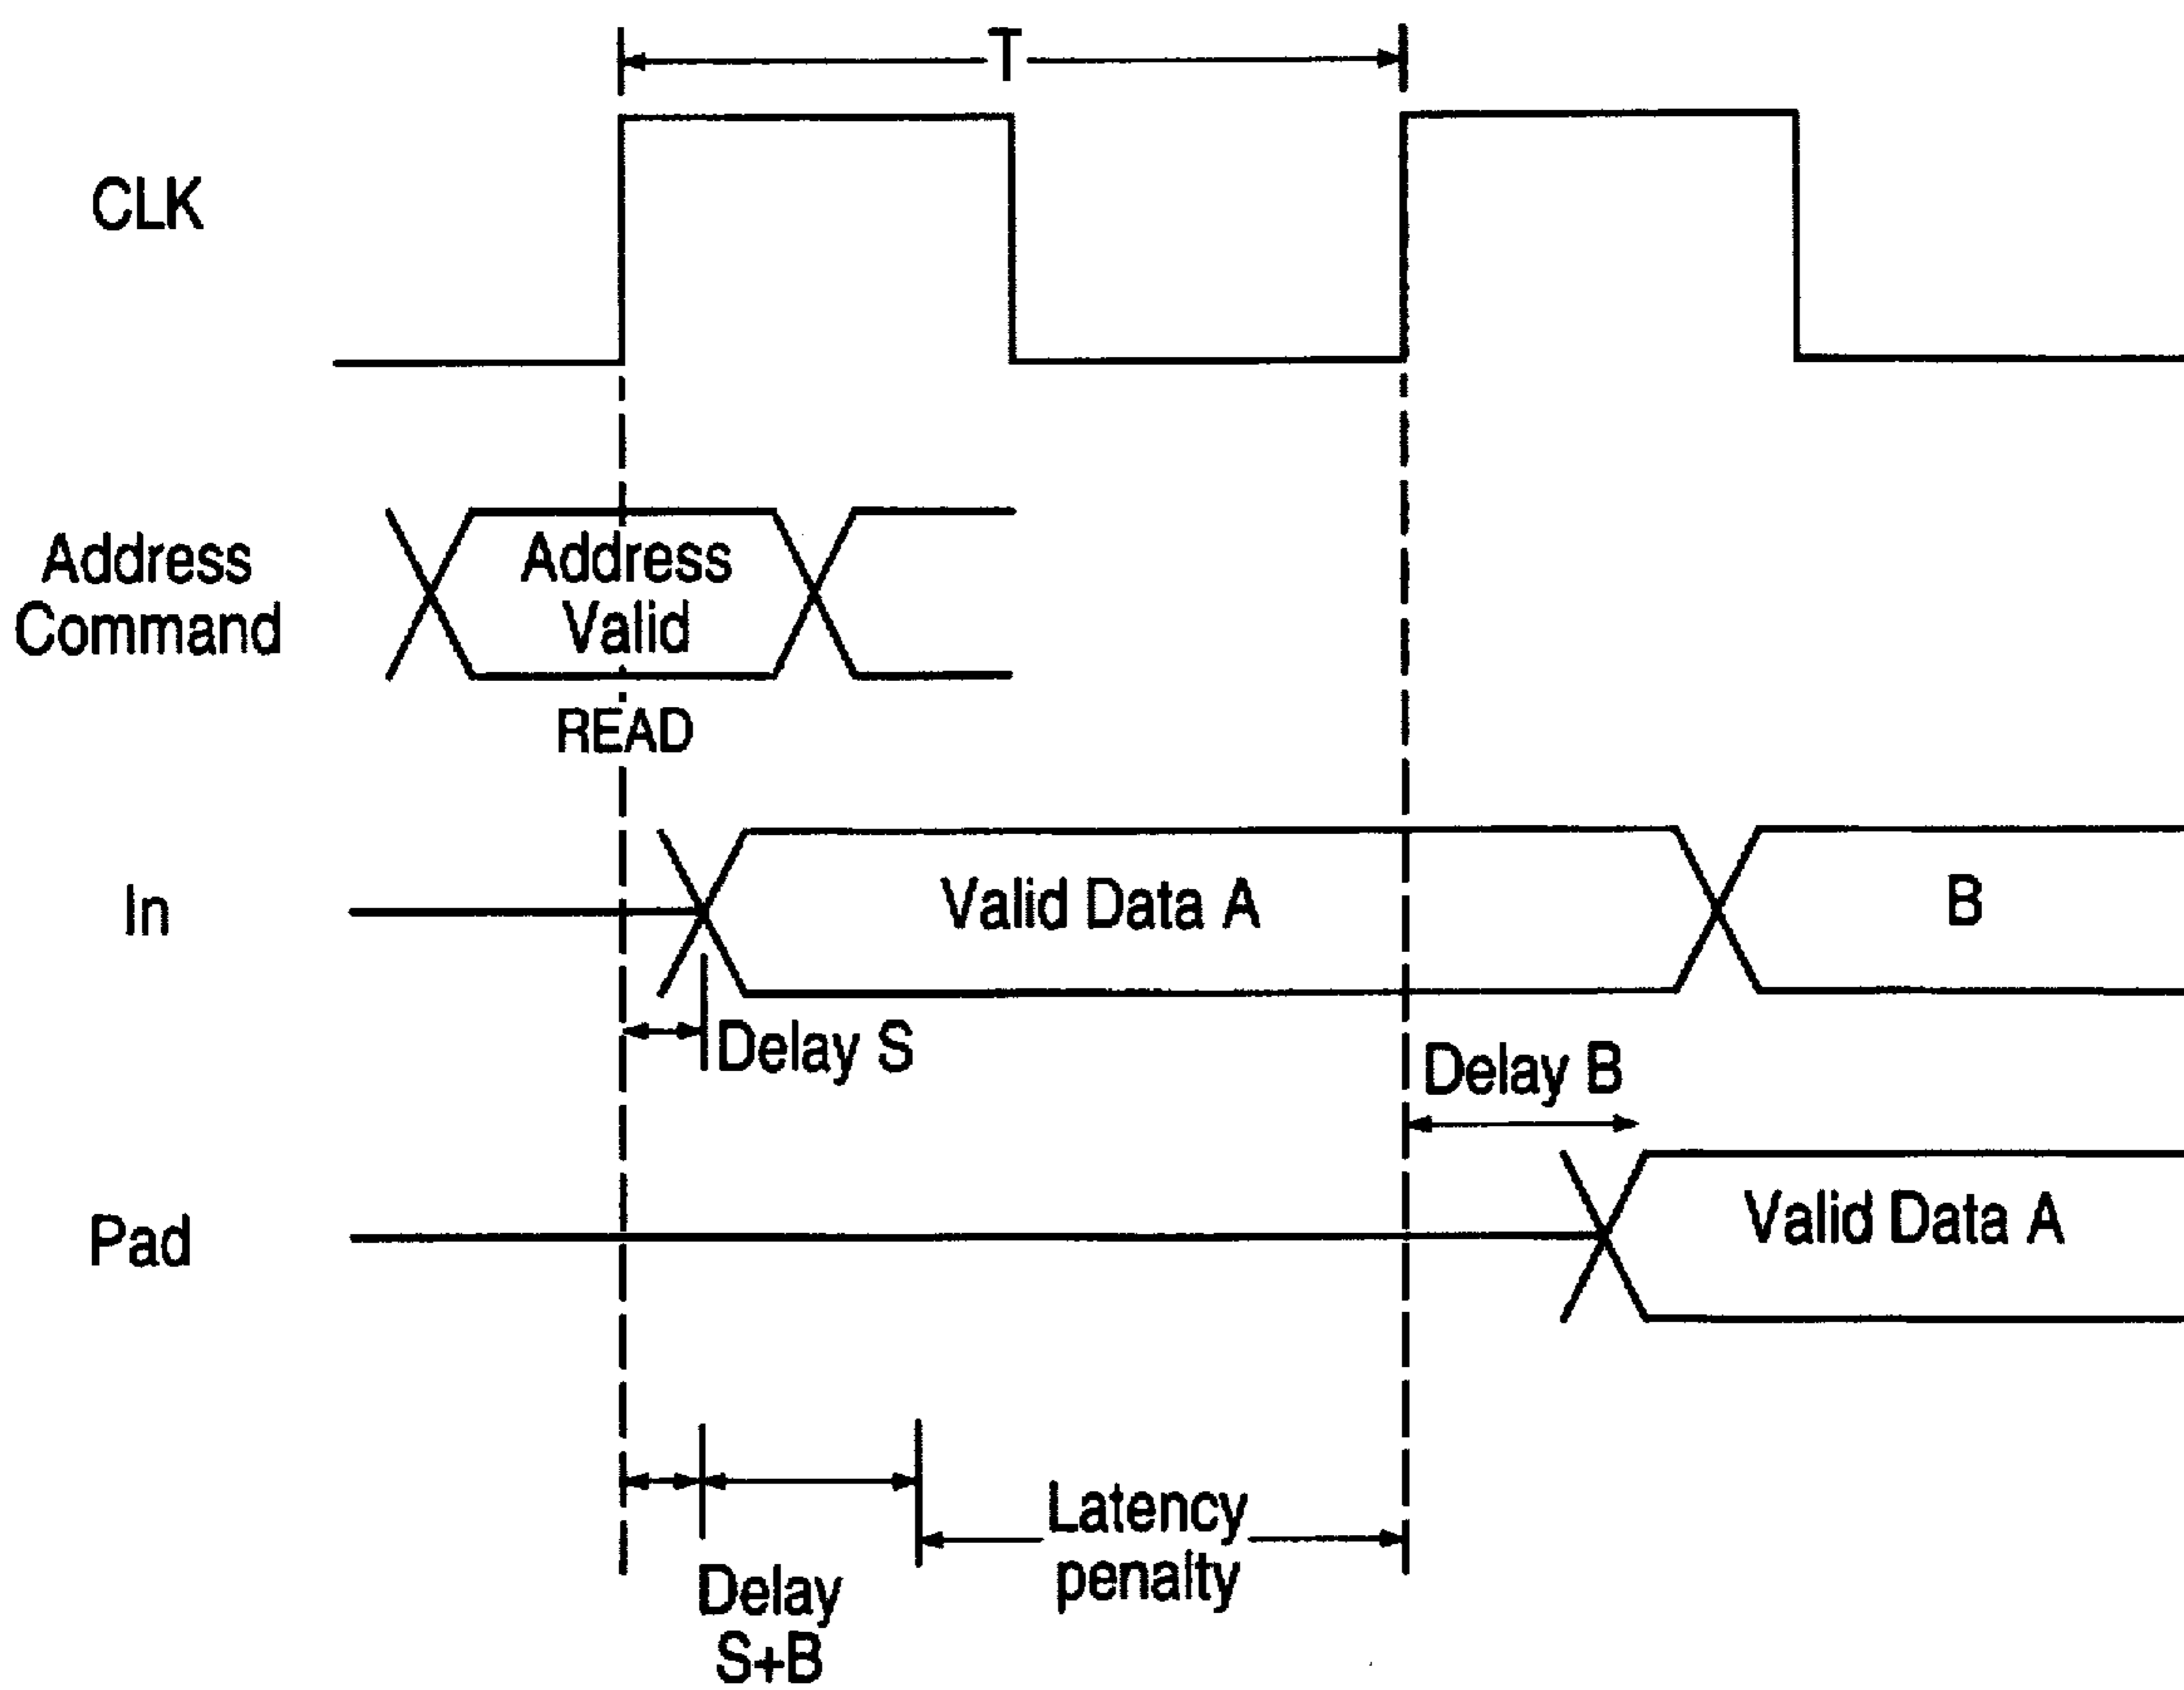 T
CLK
Address
Command
Address
Valid
READ
In
Valid Data A
B
Delay S
Delay B
Pad
Valid Data A
Latency
penalty
Delay
S+B